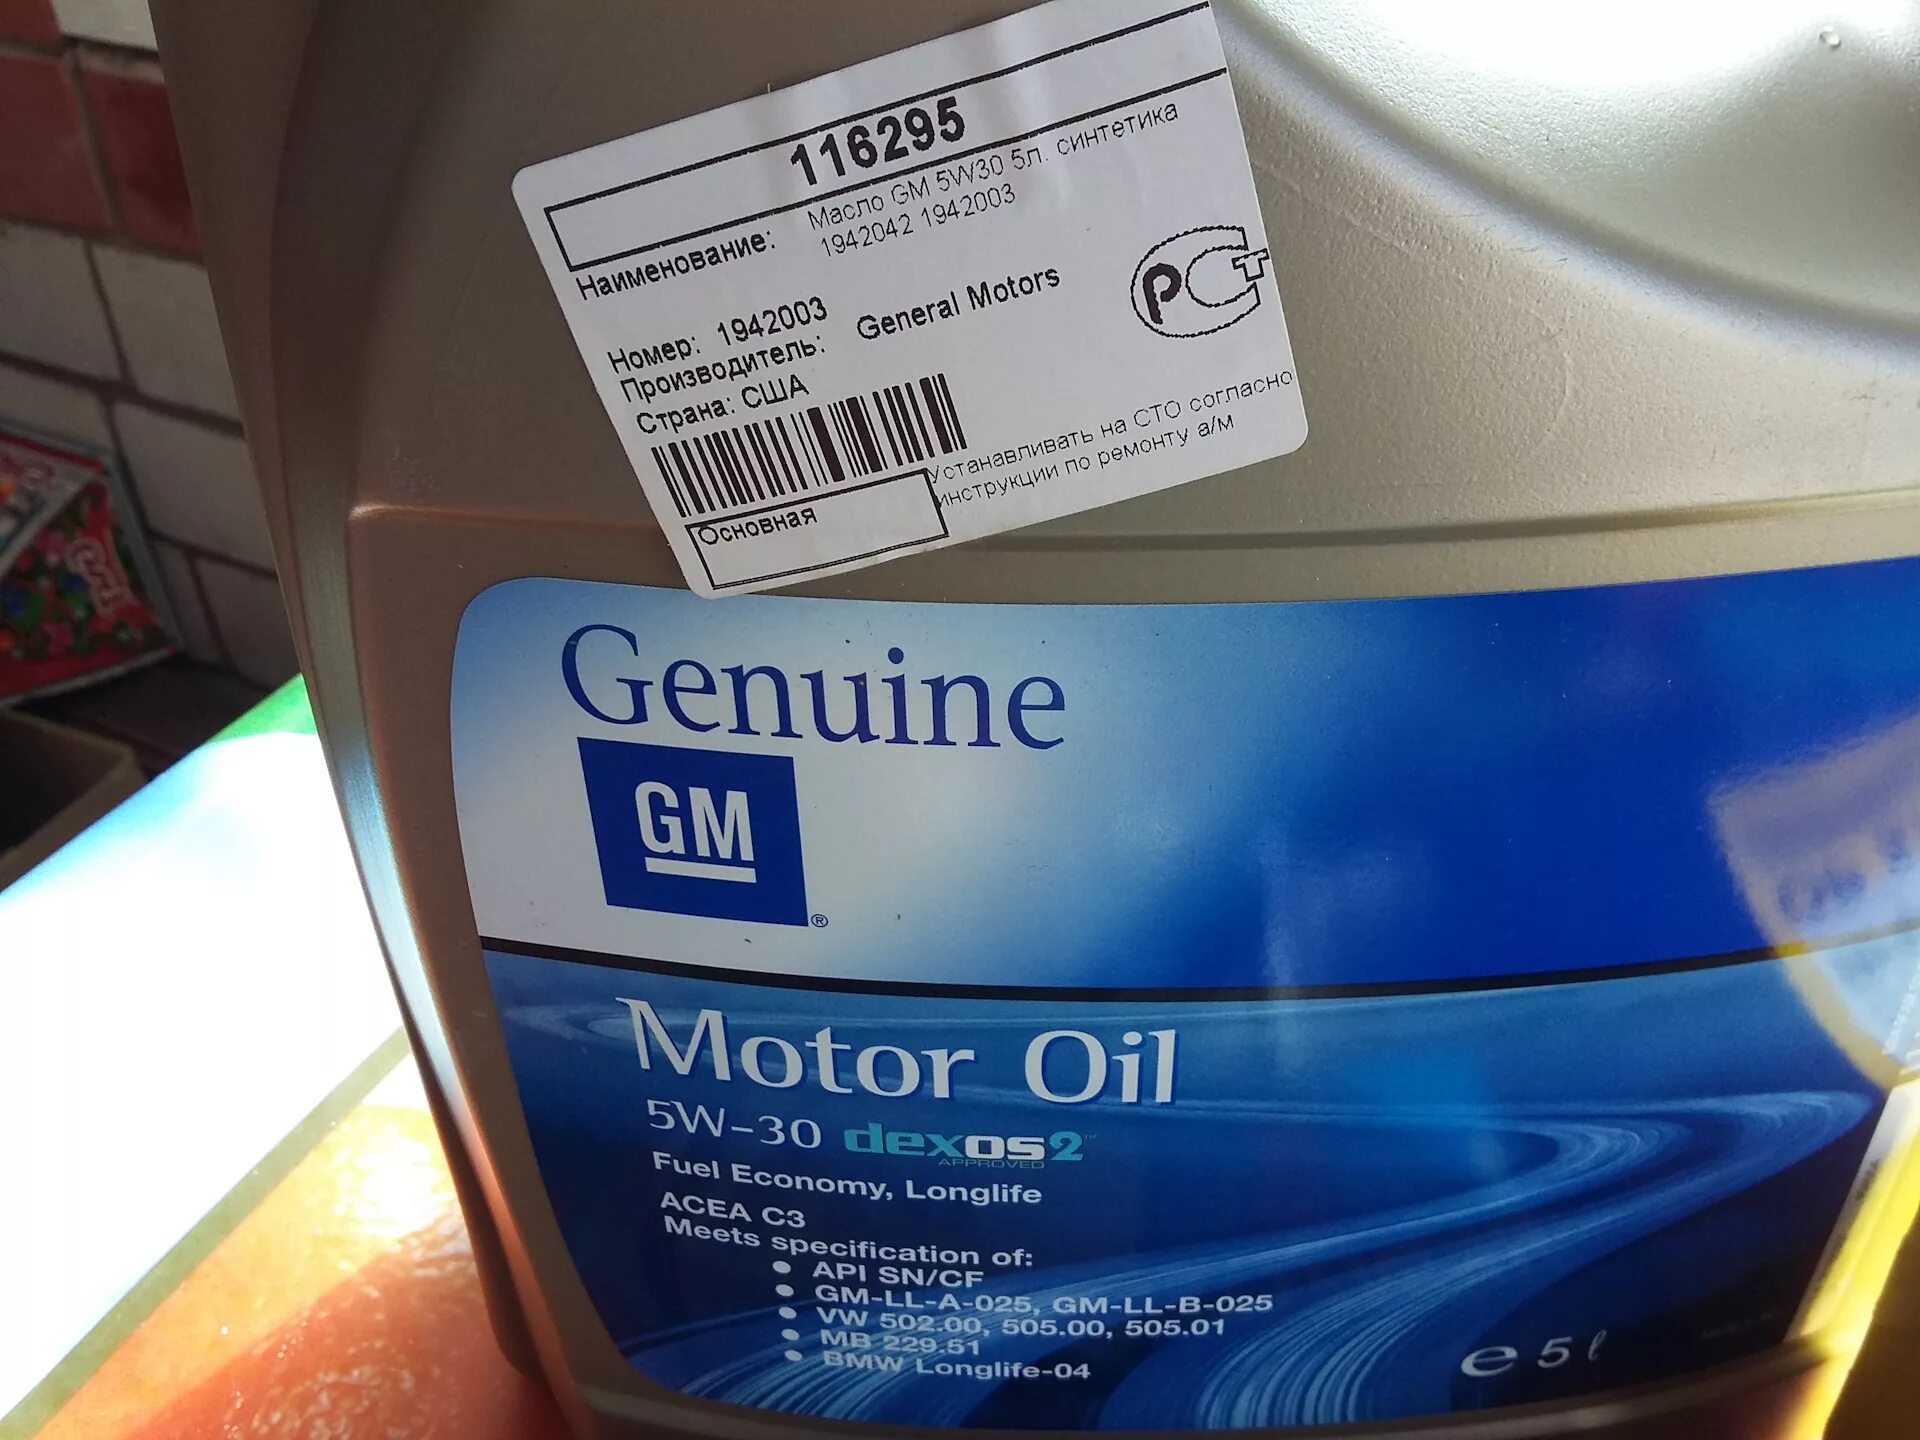 116295
Наименование: Масло GM 5W30 5л. синтетика
1942042 1942003
Номер: 1942003
Производитель: General Motors
Страна: США
РСТ
Устанавливать на СТО согласно
инструкции по ремонту а/м
Основная
Genuine
GM®
Motor Oil
5W-30 dexos2™
APPROVED
Fuel Economy, Longlife
ACEA C3
Meets specification of:
● API SN/CF
● GM-LL-A-025, GM-LL-B-025
● VW 502.00, 505.00, 505.01
● MB 229.51
● BMW Longlife-04
e 5 ℓ